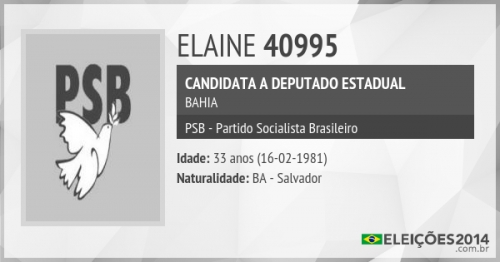 PSB
ELAINE 40995
CANDIDATA A DEPUTADO ESTADUAL
BAHIA
PSB - Partido Socialista Brasileiro
Idade: 33 anos (16-02-1981)
Naturalidade: BA - Salvador
ELEIÇÕES2014
.com.br